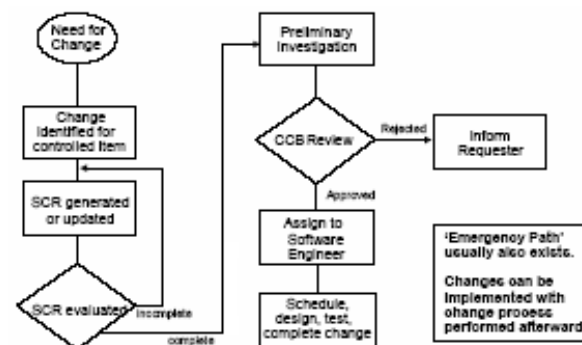 Need for
Change
Change
identified for
controlled item
SCR generated
or updated
SCR evaluated
incomplete
complete
Preliminary
Investigation
CCB Review
Rejected
Inform
Requester
Approved
Assign to
Software
Engineer
Schedule,
design, test,
complete change
'Emergency Path'
usually also exists.
Changes can be
implemented with
change process
performed afterward